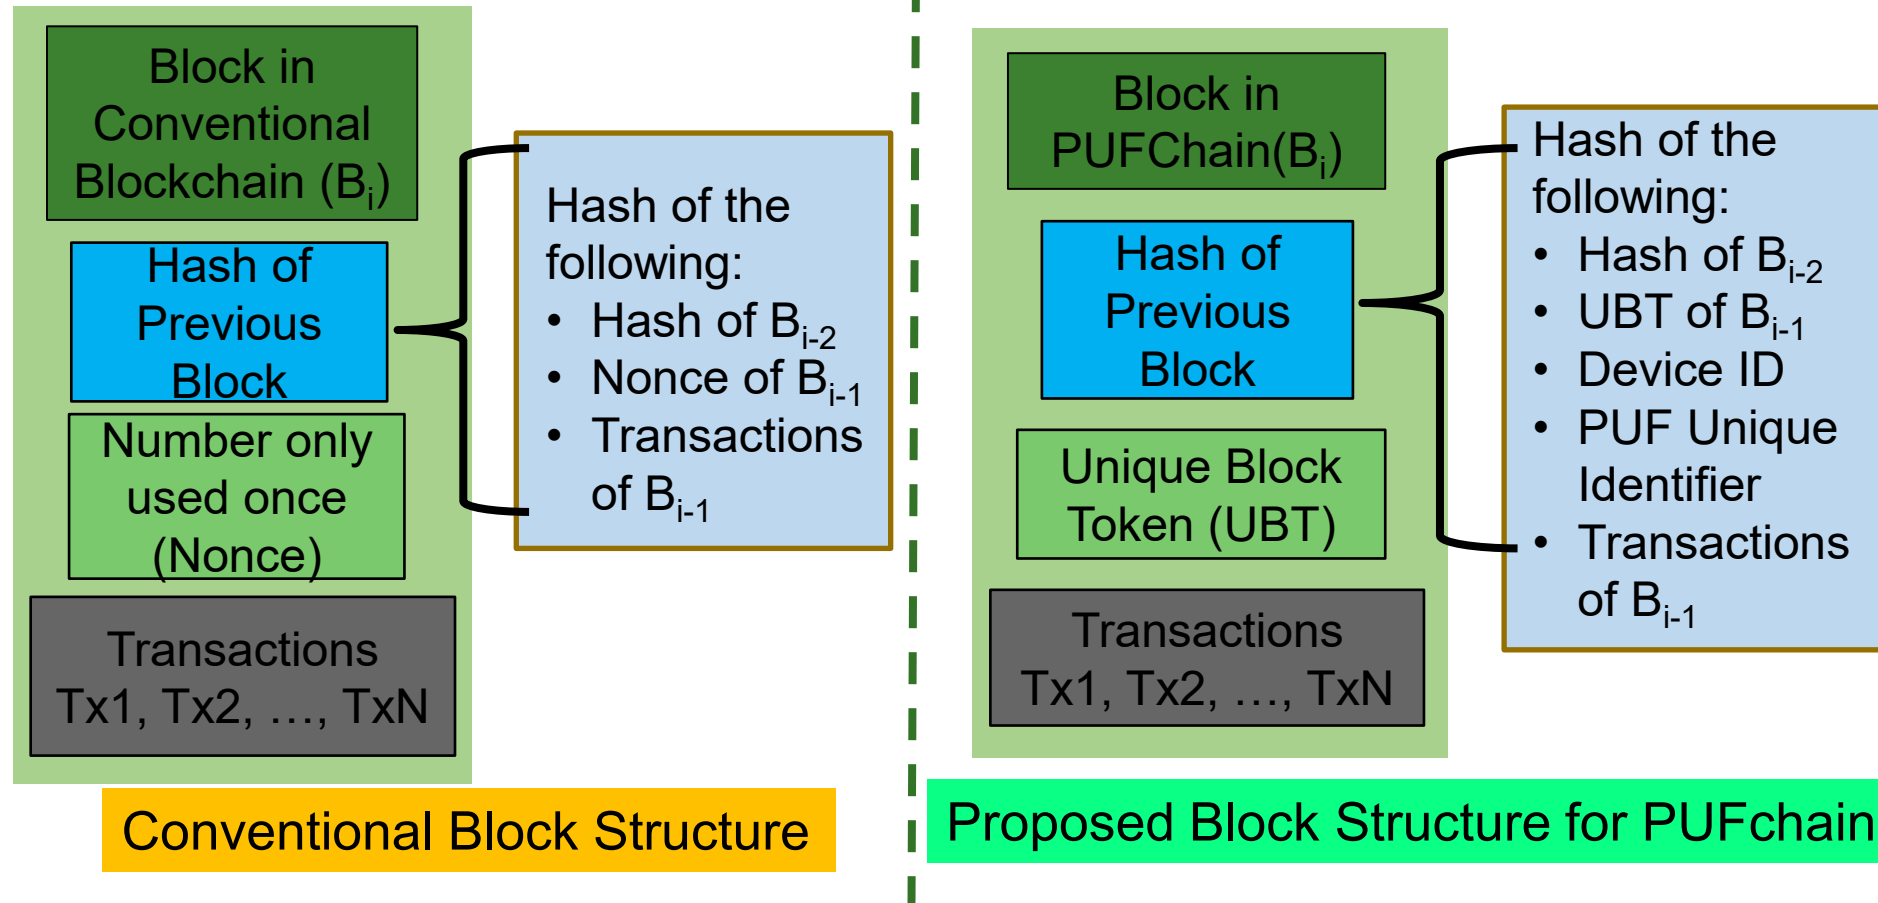 Block in
Conventional
Blockchain (Bi)
Hash of
Previous
Block
Number only
used once
(Nonce)
Transactions
Tx1, Tx2, …, TxN
Hash of the
following:
• Hash of Bi-2
• Nonce of Bi-1
• Transactions
of Bi-1
Conventional Block Structure
Block in
PUFChain(Bi)
Hash of
Previous
Block
Unique Block
Token (UBT)
Transactions
Tx1, Tx2, …, TxN
Hash of the
following:
• Hash of Bi-2
• UBT of Bi-1
• Device ID
• PUF Unique
Identifier
• Transactions
of Bi-1
Proposed Block Structure for PUFchain